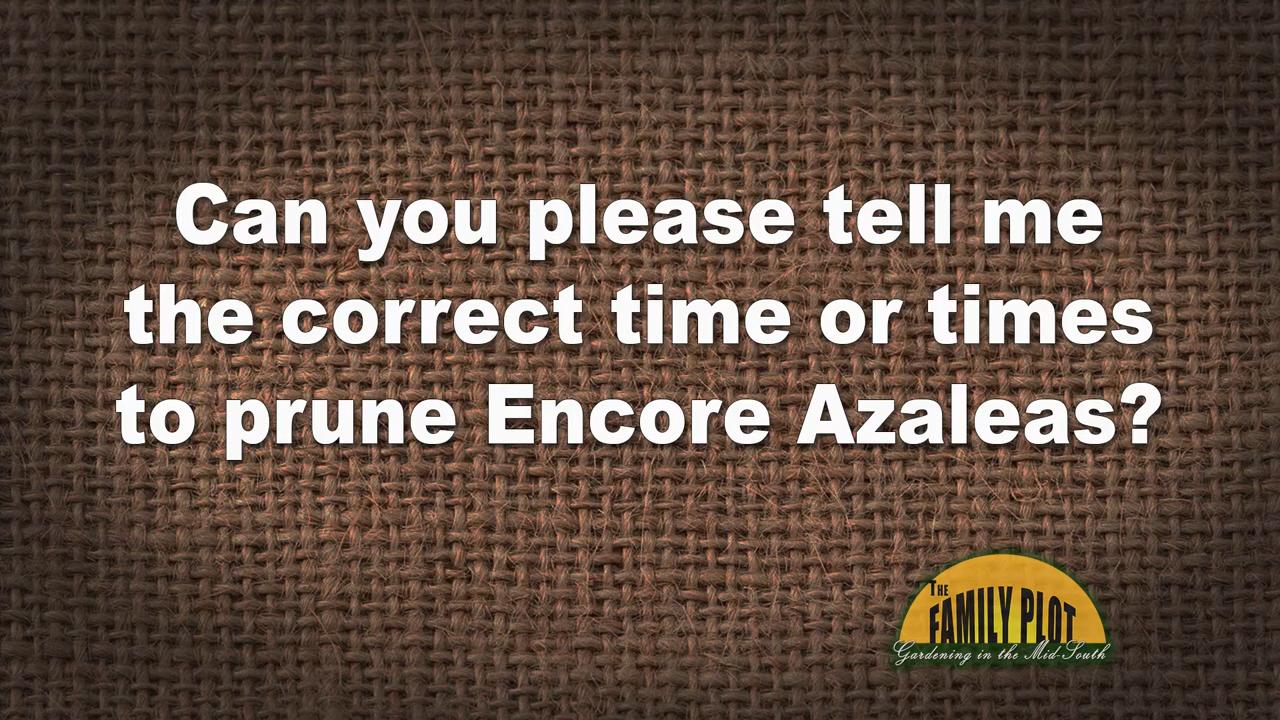 Can you please tell me
the correct time or times
to prune Encore Azaleas?
THE
FAMILY PLOT
Gardening in the Mid-South